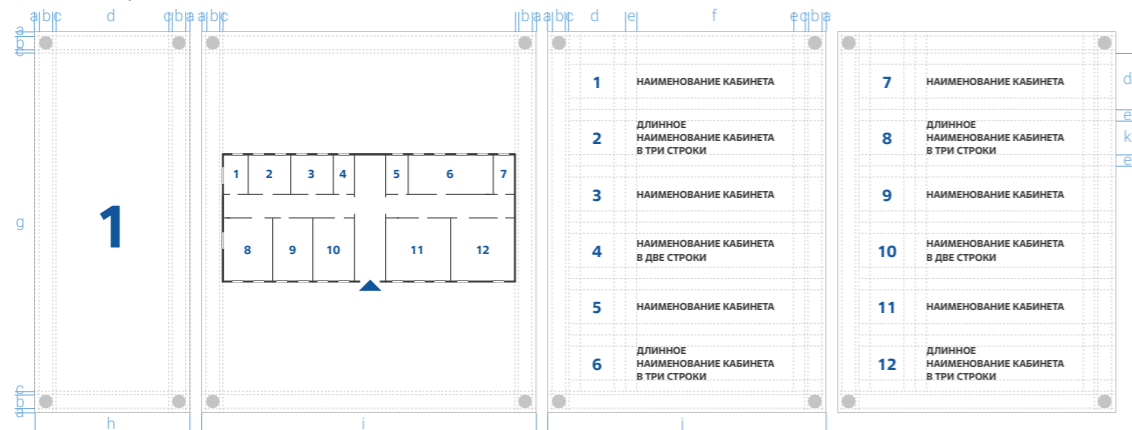 a b c d c b a a b c b a a b c d e f e c b a
a
b
c
1
1 2 3 4 5 6 7
8 9 10 11 12
1 НАИМЕНОВАНИЕ КАБИНЕТА
2 ДЛИННОЕ
НАИМЕНОВАНИЕ КАБИНЕТА
В ТРИ СТРОКИ
3 НАИМЕНОВАНИЕ КАБИНЕТА
4 НАИМЕНОВАНИЕ КАБИНЕТА
В ДВЕ СТРОКИ
5 НАИМЕНОВАНИЕ КАБИНЕТА
6 ДЛИННОЕ
НАИМЕНОВАНИЕ КАБИНЕТА
В ТРИ СТРОКИ
7 НАИМЕНОВАНИЕ КАБИНЕТА
8 ДЛИННОЕ
НАИМЕНОВАНИЕ КАБИНЕТА
В ТРИ СТРОКИ
9 НАИМЕНОВАНИЕ КАБИНЕТА
10 НАИМЕНОВАНИЕ КАБИНЕТА
В ДВЕ СТРОКИ
11 НАИМЕНОВАНИЕ КАБИНЕТА
12 ДЛИННОЕ
НАИМЕНОВАНИЕ КАБИНЕТА
В ТРИ СТРОКИ
d
e
k
e
g
c
b
a
h i